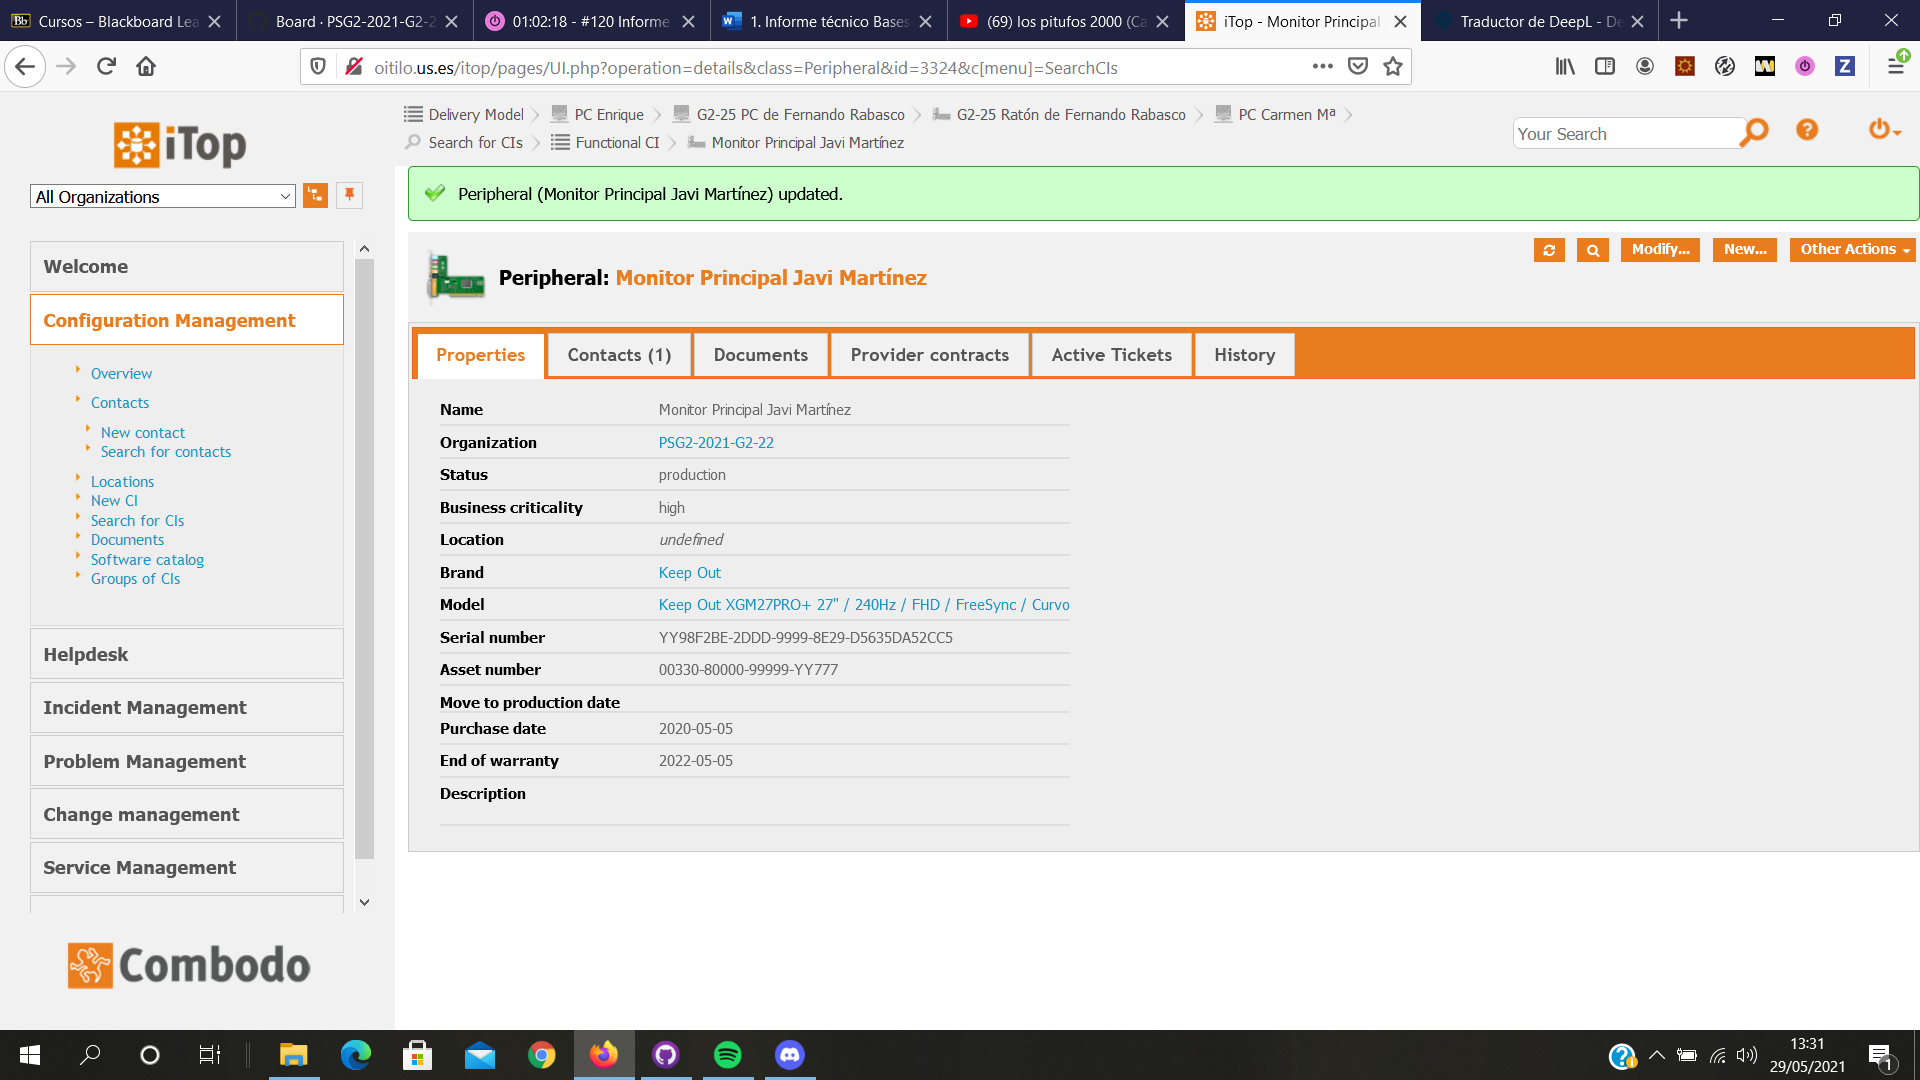 Cursos – Blackboard Lea
Board · PSG2-2021-G2-2
01:02:18 - #120 Informe
1. Informe técnico Bases
(69) los pitufos 2000 (Ca
iTop - Monitor Principal
Traductor de DeepL - De
oitilo.us.es/itop/pages/UI.php?operation=details&class=Peripheral&id=3324&c[menu]=SearchCIs
iTop
All Organizations
Delivery Model
PC Enrique
G2-25 PC de Fernando Rabasco
G2-25 Ratón de Fernando Rabasco
PC Carmen Mª
Search for CIs
Functional CI
Monitor Principal Javi Martínez
Your Search
Peripheral (Monitor Principal Javi Martínez) updated.
Modify...
New...
Other Actions
Peripheral: Monitor Principal Javi Martínez
Properties
Contacts (1)
Documents
Provider contracts
Active Tickets
History
Name Monitor Principal Javi Martínez
Organization PSG2-2021-G2-22
Status production
Business criticality high
Location undefined
Brand Keep Out
Model Keep Out XGM27PRO+ 27" / 240Hz / FHD / FreeSync / Curvo
Serial number YY98F2BE-2DDD-9999-8E29-D5635DA52CC5
Asset number 00330-80000-99999-YY777
Move to production date
Purchase date 2020-05-05
End of warranty 2022-05-05
Description
Welcome
Configuration Management
Overview
Contacts
New contact
Search for contacts
Locations
New CI
Search for CIs
Documents
Software catalog
Groups of CIs
Helpdesk
Incident Management
Problem Management
Change management
Service Management
Combodo
13:31
29/05/2021
1